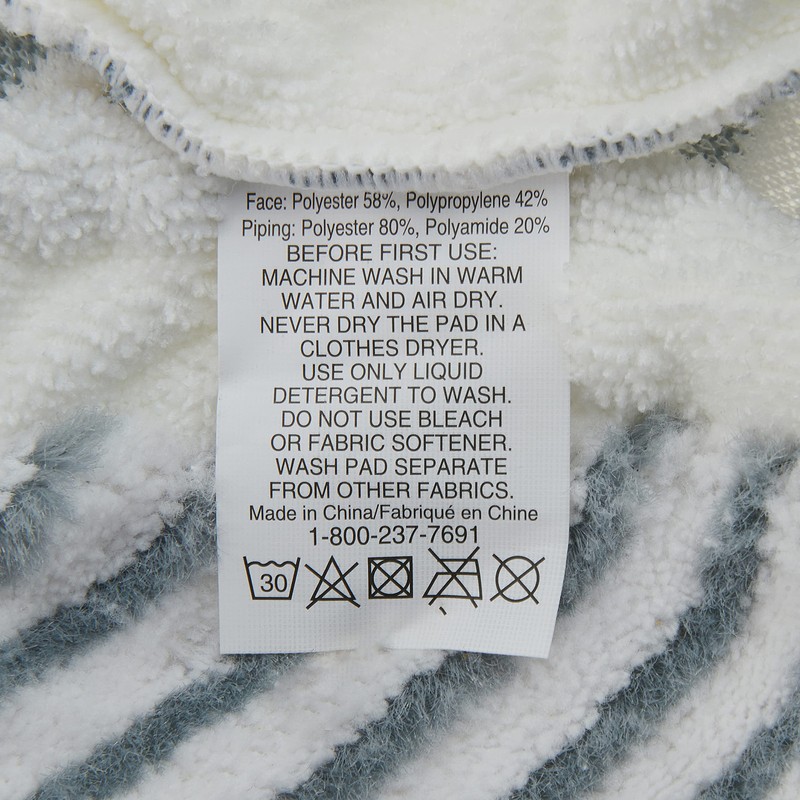 Face: Polyester 58%, Polypropylene 42%
Piping: Polyester 80%, Polyamide 20%
BEFORE FIRST USE:
MACHINE WASH IN WARM
WATER AND AIR DRY.
NEVER DRY THE PAD IN A
CLOTHES DRYER.
USE ONLY LIQUID
DETERGENT TO WASH.
DO NOT USE BLEACH
OR FABRIC SOFTENER.
WASH PAD SEPARATE
FROM OTHER FABRICS.
Made in China/Fabriqué en Chine
1-800-237-7691
30